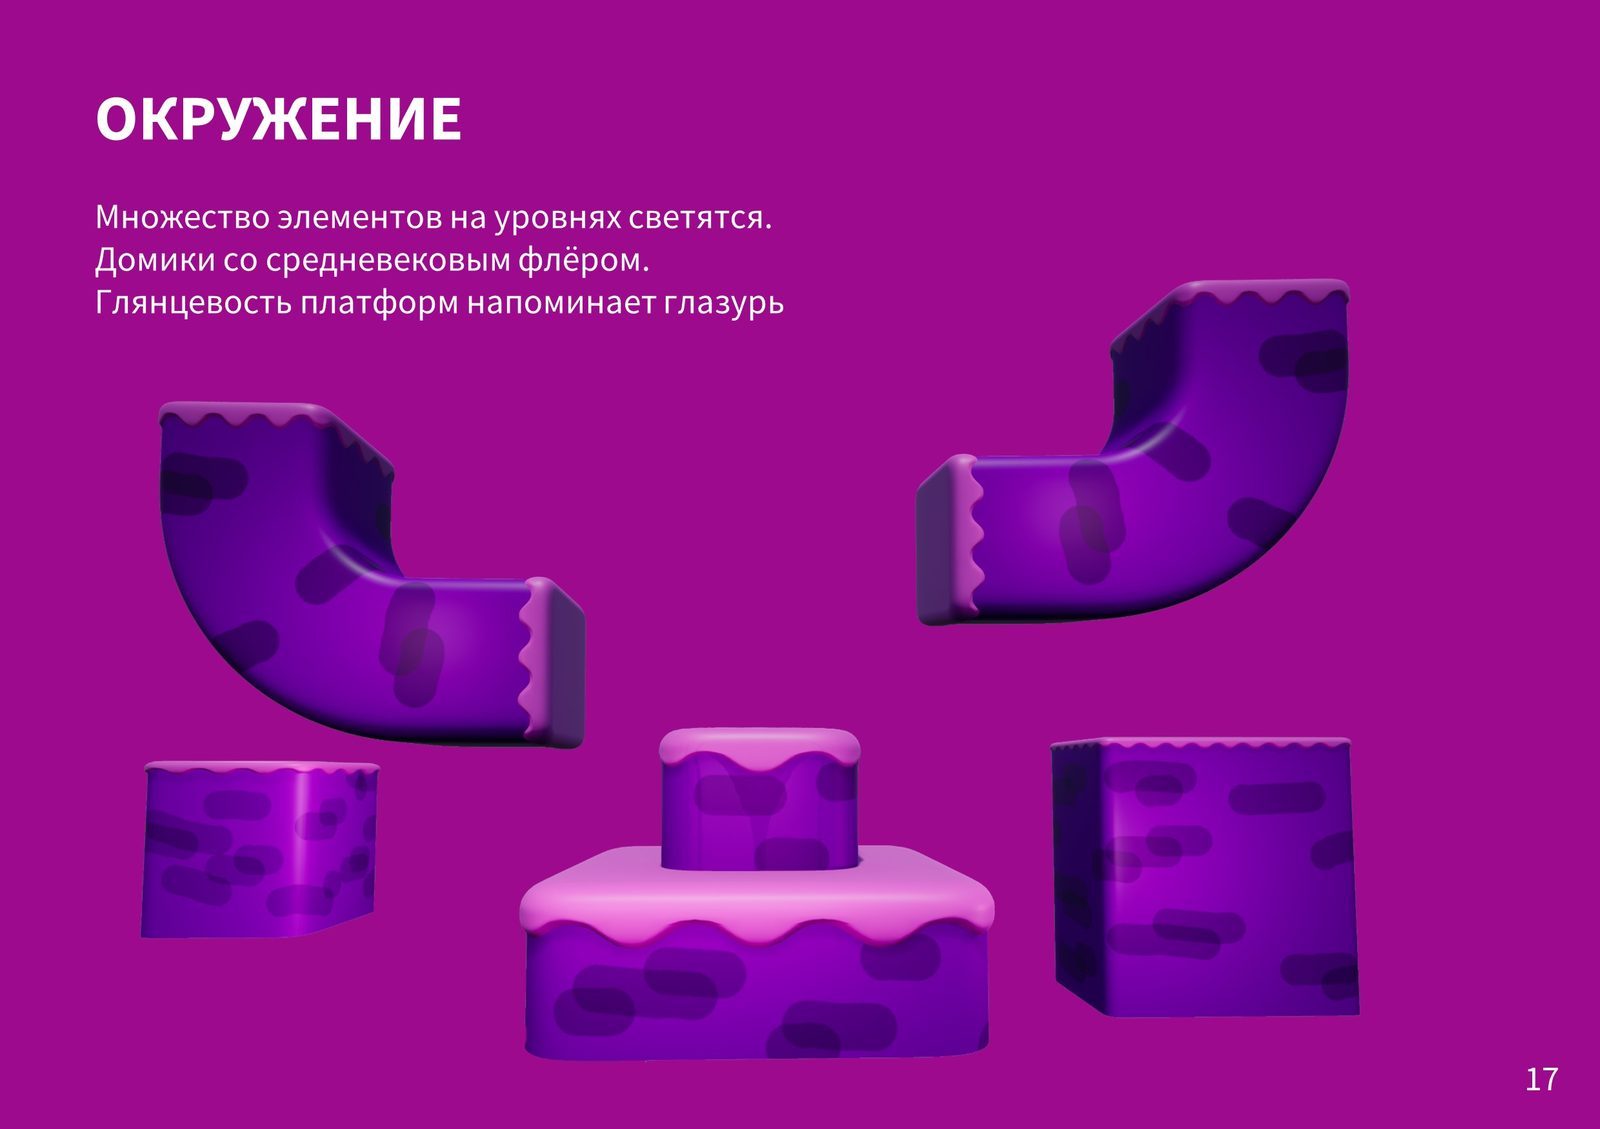 ОКРУЖЕНИЕ
Множество элементов на уровнях светятся.
Домики со средневековым флёром.
Глянцевость платформ напоминает глазурь
17